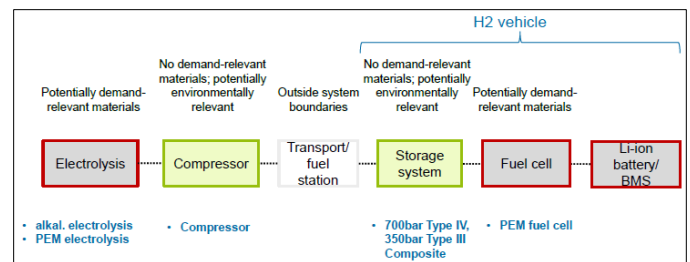 H2 vehicle
Potentially demand-
relevant materials
No demand-relevant
materials; potentially
environmentally
relevant
Outside system
boundaries
No demand-relevant
materials; potentially
environmentally
relevant
Potentially demand-
relevant materials
Electrolysis
Compressor
Transport/
fuel
station
Storage
system
Fuel cell
Li-ion
battery/
BMS
• alkal. electrolysis
• PEM electrolysis
• Compressor
• 700bar Type IV,
350bar Type III
Composite
• PEM fuel cell